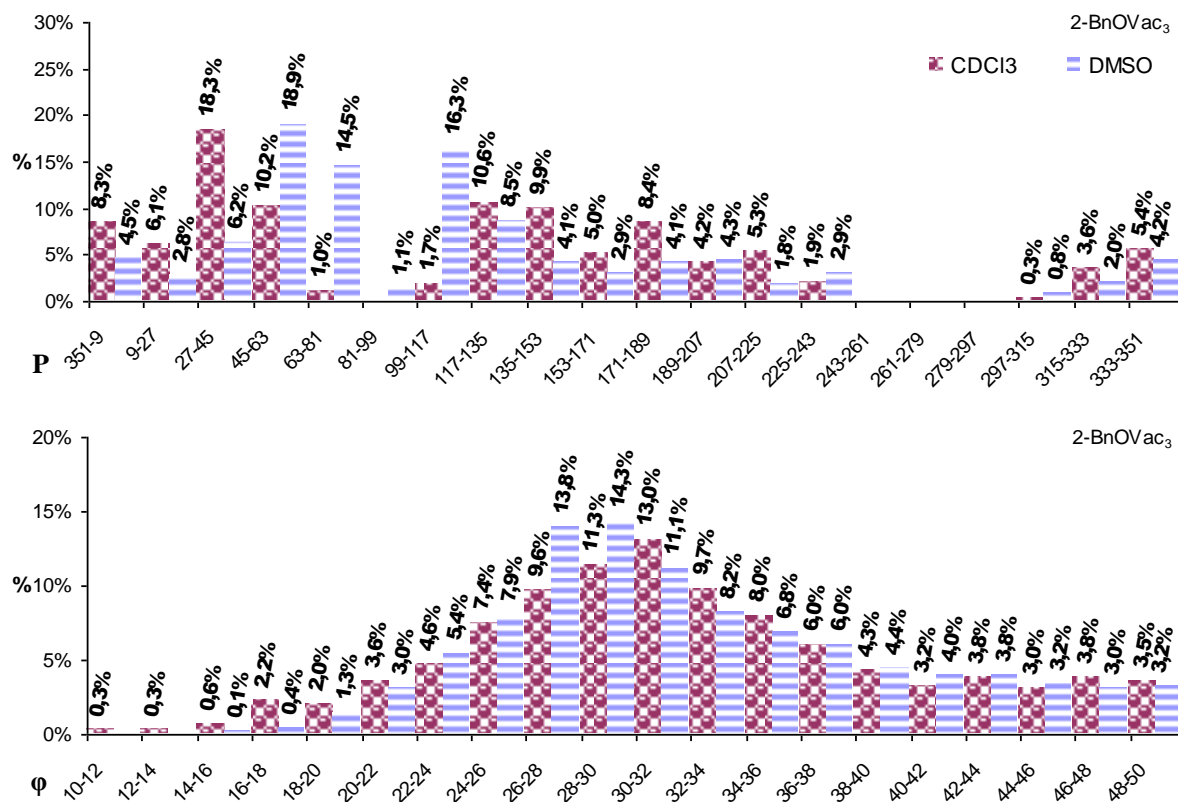 30%
2-BnOVac3
25%
CDCl3 DMSO
20%
%15%
10%
5%
0%
8,3% 4,5% 6,1% 2,8% 18,3% 6,2% 10,2% 18,9% 1,0% 14,5% 1,1% 1,7% 16,3% 10,6% 8,5% 9,9% 4,1% 5,0% 2,9% 8,4% 4,1% 4,2% 4,3% 5,3% 1,8% 1,9% 2,9% 0,3% 0,8% 3,6% 2,0% 5,4% 4,2%
P
351-9 9-27 27-45 45-63 63-81 81-99 99-117 117-135 135-153 153-171 171-189 189-207 207-225 225-243 243-261 261-279 279-297 297-315 315-333 333-351
20%
2-BnOVac3
15%
%10%
5%
0%
0,3% 0,3% 0,6% 0,1% 2,2% 0,4% 2,0% 1,3% 3,6% 3,0% 4,6% 5,4% 7,4% 7,9% 9,6% 13,8% 11,3% 14,3% 13,0% 11,1% 9,7% 8,2% 8,0% 6,8% 6,0% 6,0% 4,3% 4,4% 3,2% 4,0% 3,8% 3,8% 3,0% 3,2% 3,8% 3,0% 3,5% 3,2%
φ
10-12 12-14 14-16 16-18 18-20 20-22 22-24 24-26 26-28 28-30 30-32 32-34 34-36 36-38 38-40 40-42 42-44 44-46 46-48 48-50